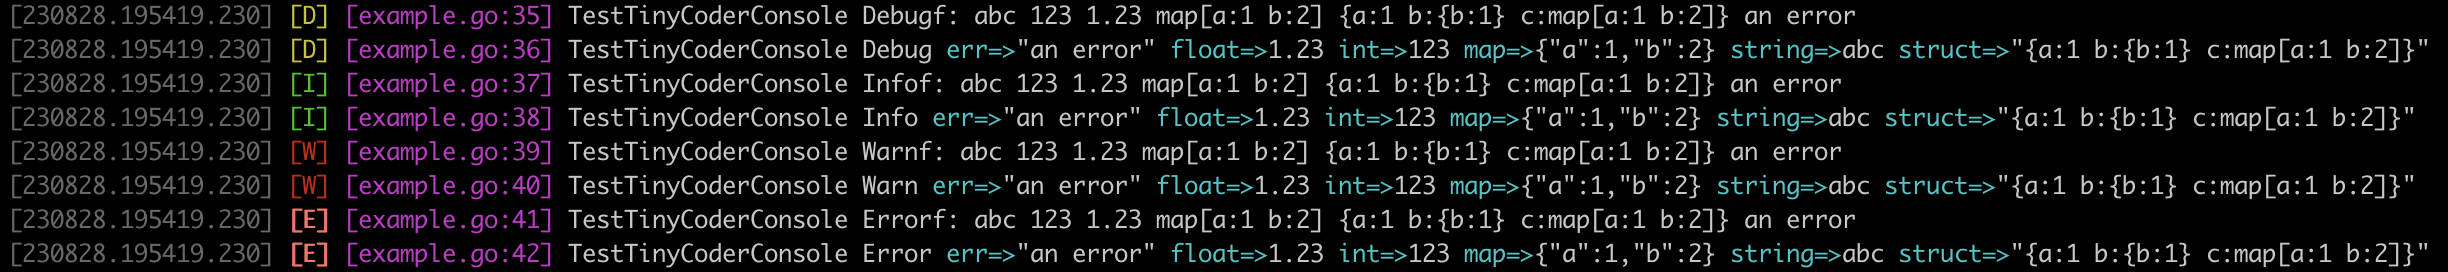 [230828.195419.230] [D] [example.go:35] TestTinyCoderConsole Debugf: abc 123 1.23 map[a:1 b:2] {a:1 b:{b:1} c:map[a:1 b:2]} an error
[230828.195419.230] [D] [example.go:36] TestTinyCoderConsole Debug err=>"an error" float=>1.23 int=>123 map=>{"a":1,"b":2} string=>abc struct=>"{a:1 b:{b:1} c:map[a:1 b:2]}"
[230828.195419.230] [I] [example.go:37] TestTinyCoderConsole Infof: abc 123 1.23 map[a:1 b:2] {a:1 b:{b:1} c:map[a:1 b:2]} an error
[230828.195419.230] [I] [example.go:38] TestTinyCoderConsole Info err=>"an error" float=>1.23 int=>123 map=>{"a":1,"b":2} string=>abc struct=>"{a:1 b:{b:1} c:map[a:1 b:2]}"
[230828.195419.230] [W] [example.go:39] TestTinyCoderConsole Warnf: abc 123 1.23 map[a:1 b:2] {a:1 b:{b:1} c:map[a:1 b:2]} an error
[230828.195419.230] [W] [example.go:40] TestTinyCoderConsole Warn err=>"an error" float=>1.23 int=>123 map=>{"a":1,"b":2} string=>abc struct=>"{a:1 b:{b:1} c:map[a:1 b:2]}"
[230828.195419.230] [E] [example.go:41] TestTinyCoderConsole Errorf: abc 123 1.23 map[a:1 b:2] {a:1 b:{b:1} c:map[a:1 b:2]} an error
[230828.195419.230] [E] [example.go:42] TestTinyCoderConsole Error err=>"an error" float=>1.23 int=>123 map=>{"a":1,"b":2} string=>abc struct=>"{a:1 b:{b:1} c:map[a:1 b:2]}"